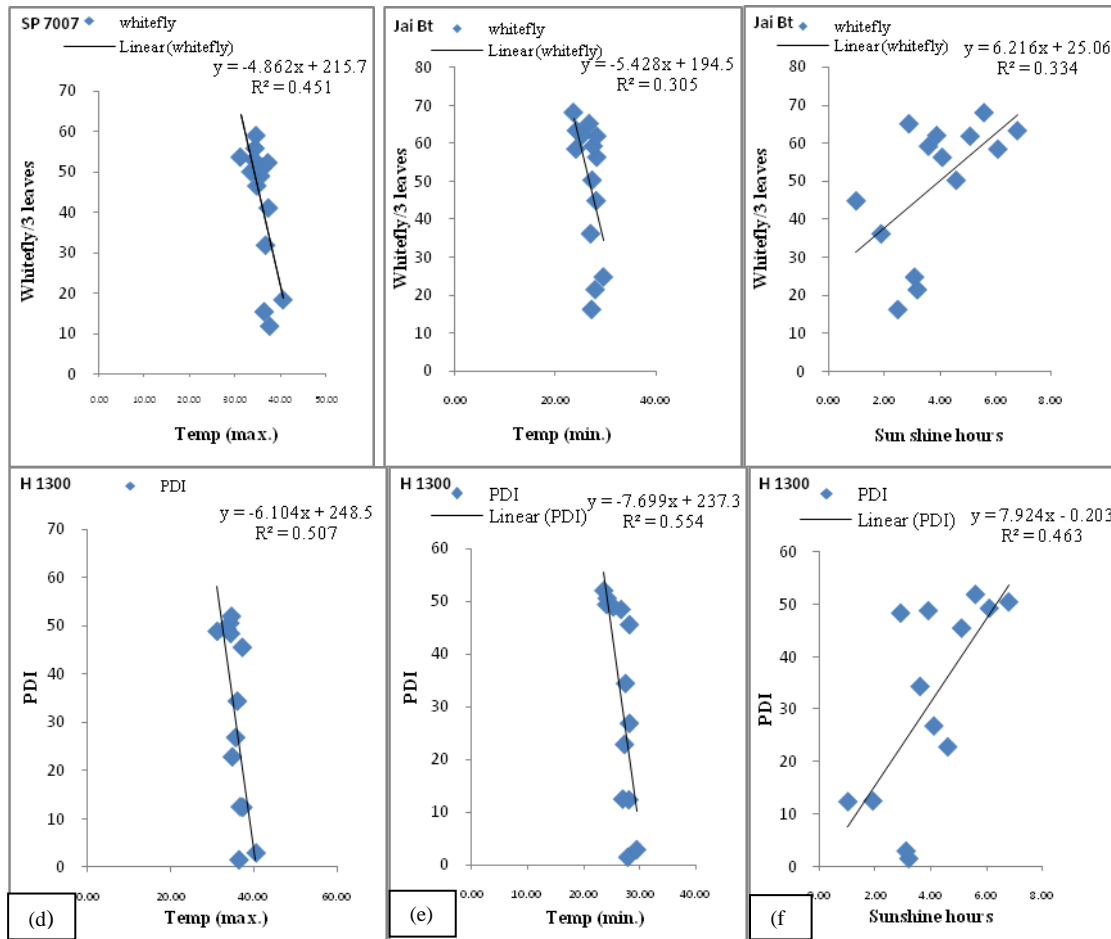 SP 7007
whitefly
Linear (whitefly)
y = -4.862x + 215.7
R² = 0.451
Whitefly/3 leaves
80
70
60
50
40
30
20
10
0
0.00 10.00 20.00 30.00 40.00 50.00
Temp (max.)
Jai Bt
whitefly
Linear (whitefly)
y = -5.428x + 194.5
R² = 0.305
Whitefly/3 leaves
80
70
60
50
40
30
20
10
0
0.00 20.00 40.00
Temp (min.)
Jai Bt
whitefly
Linear (whitefly)
y = 6.216x + 25.06
R² = 0.334
Whitefly/3 leaves
80
70
60
50
40
30
20
10
0
0.00 2.00 4.00 6.00 8.00
Sun shine hours
H 1300
PDI
y = -6.104x + 248.5
R² = 0.507
PDI
70
60
50
40
30
20
10
0
0.00 20.00 40.00 60.00
Temp (max.)
(d)
H 1300
PDI
Linear (PDI)
y = -7.699x + 237.3
R² = 0.554
PDI
60
50
40
30
20
10
0
0.00 10.00 20.00 30.00 40.00
Temp (min.)
(e)
H 1300
PDI
Linear (PDI)
y = 7.924x - 0.203
R² = 0.463
PDI
60
50
40
30
20
10
0
0.00 2.00 4.00 6.00 8.00
Sunshine hours
(f